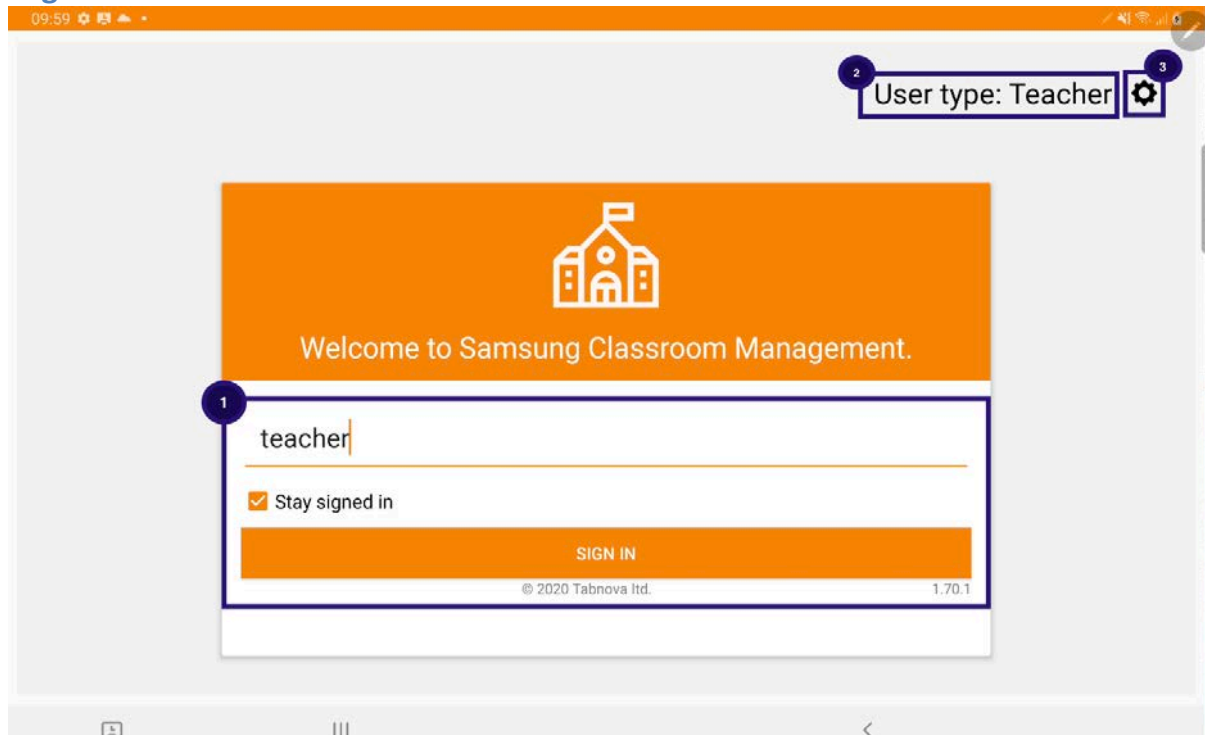 09:59
2
3
User type: Teacher
Welcome to Samsung Classroom Management.
1
teacher
Stay signed in
SIGN IN
© 2020 Tabnova ltd. 1.70.1